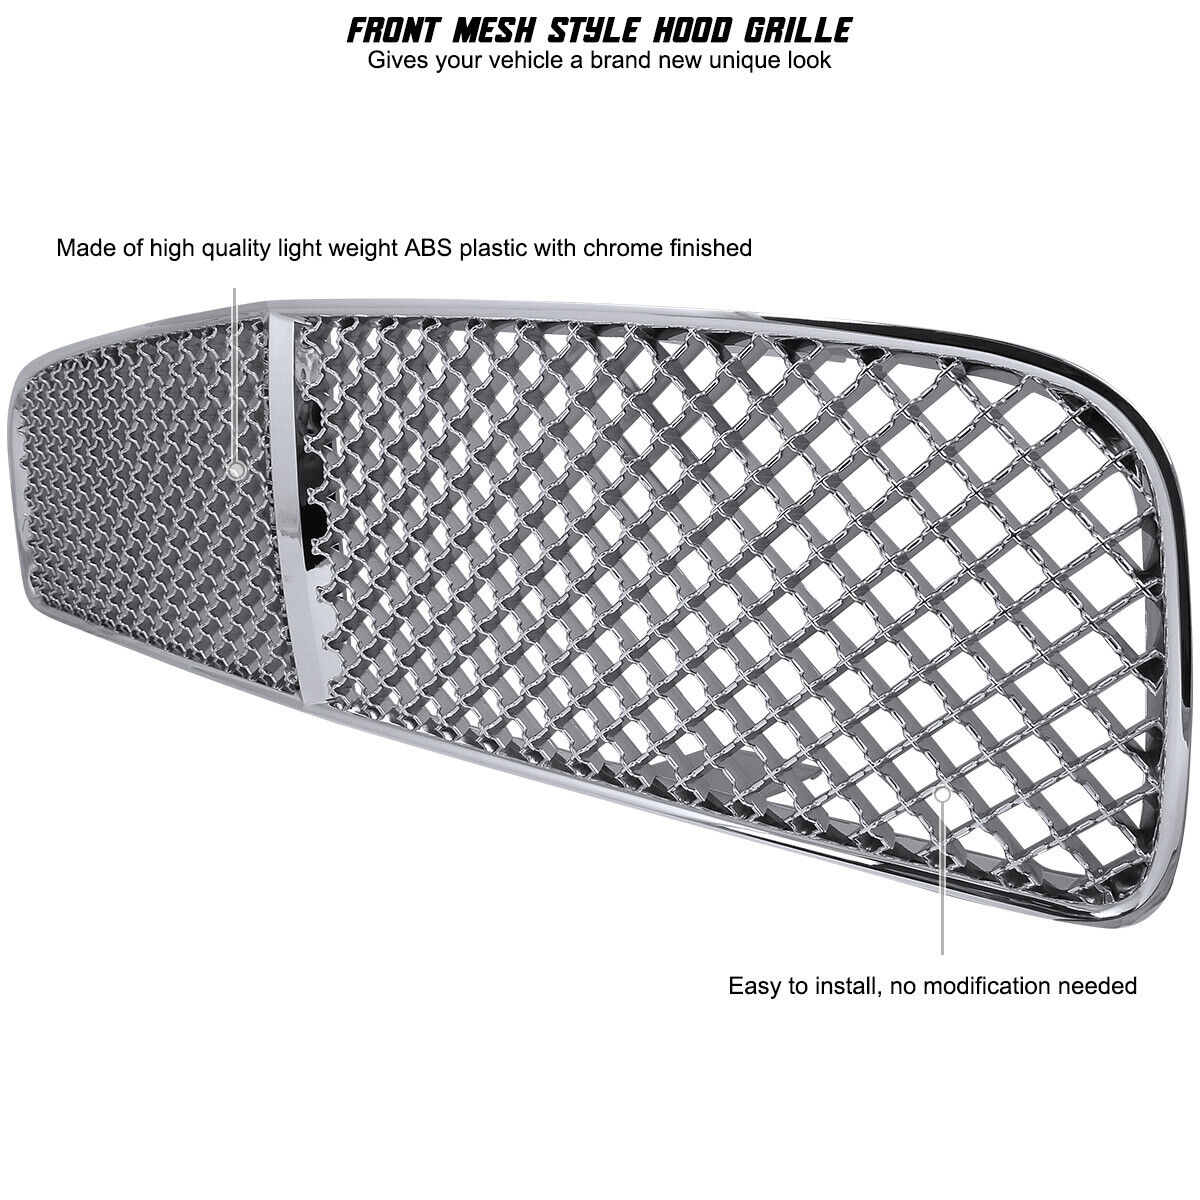 FRONT MESH STYLE HOOD GRILLE
Gives your vehicle a brand new unique look
Made of high quality light weight ABS plastic with chrome finished
Easy to install, no modification needed